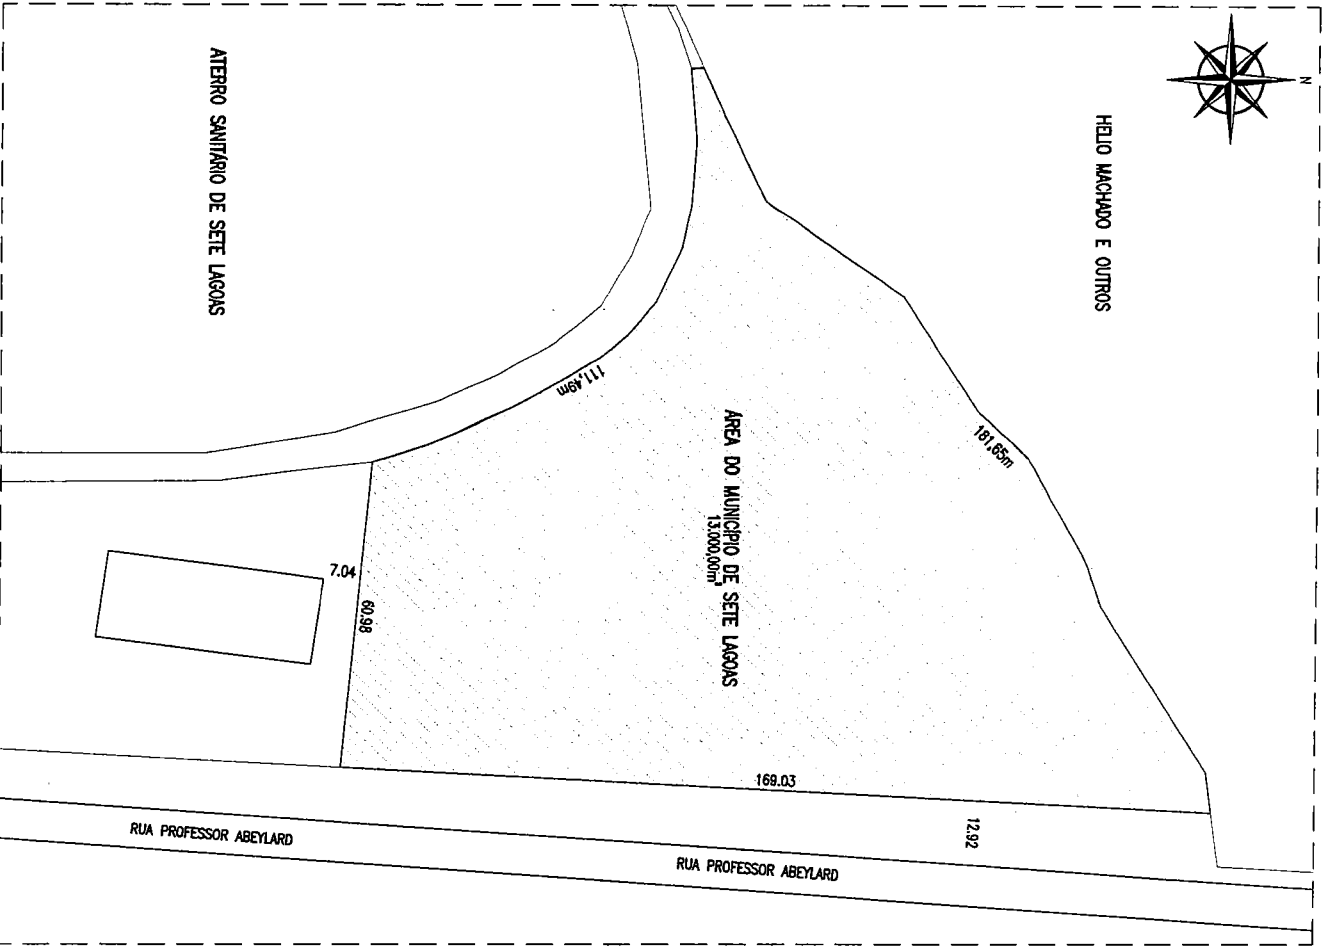 N
HELIO MACHADO E OUTROS
ATERRO SANITÁRIO DE SETE LAGOAS
181,65m
111,49m
ÁREA DO MUNICÍPIO DE SETE LAGOAS
13.000,00m²
7.04
60.98
169.03
12.92
RUA PROFESSOR ABEYLARD
RUA PROFESSOR ABEYLARD